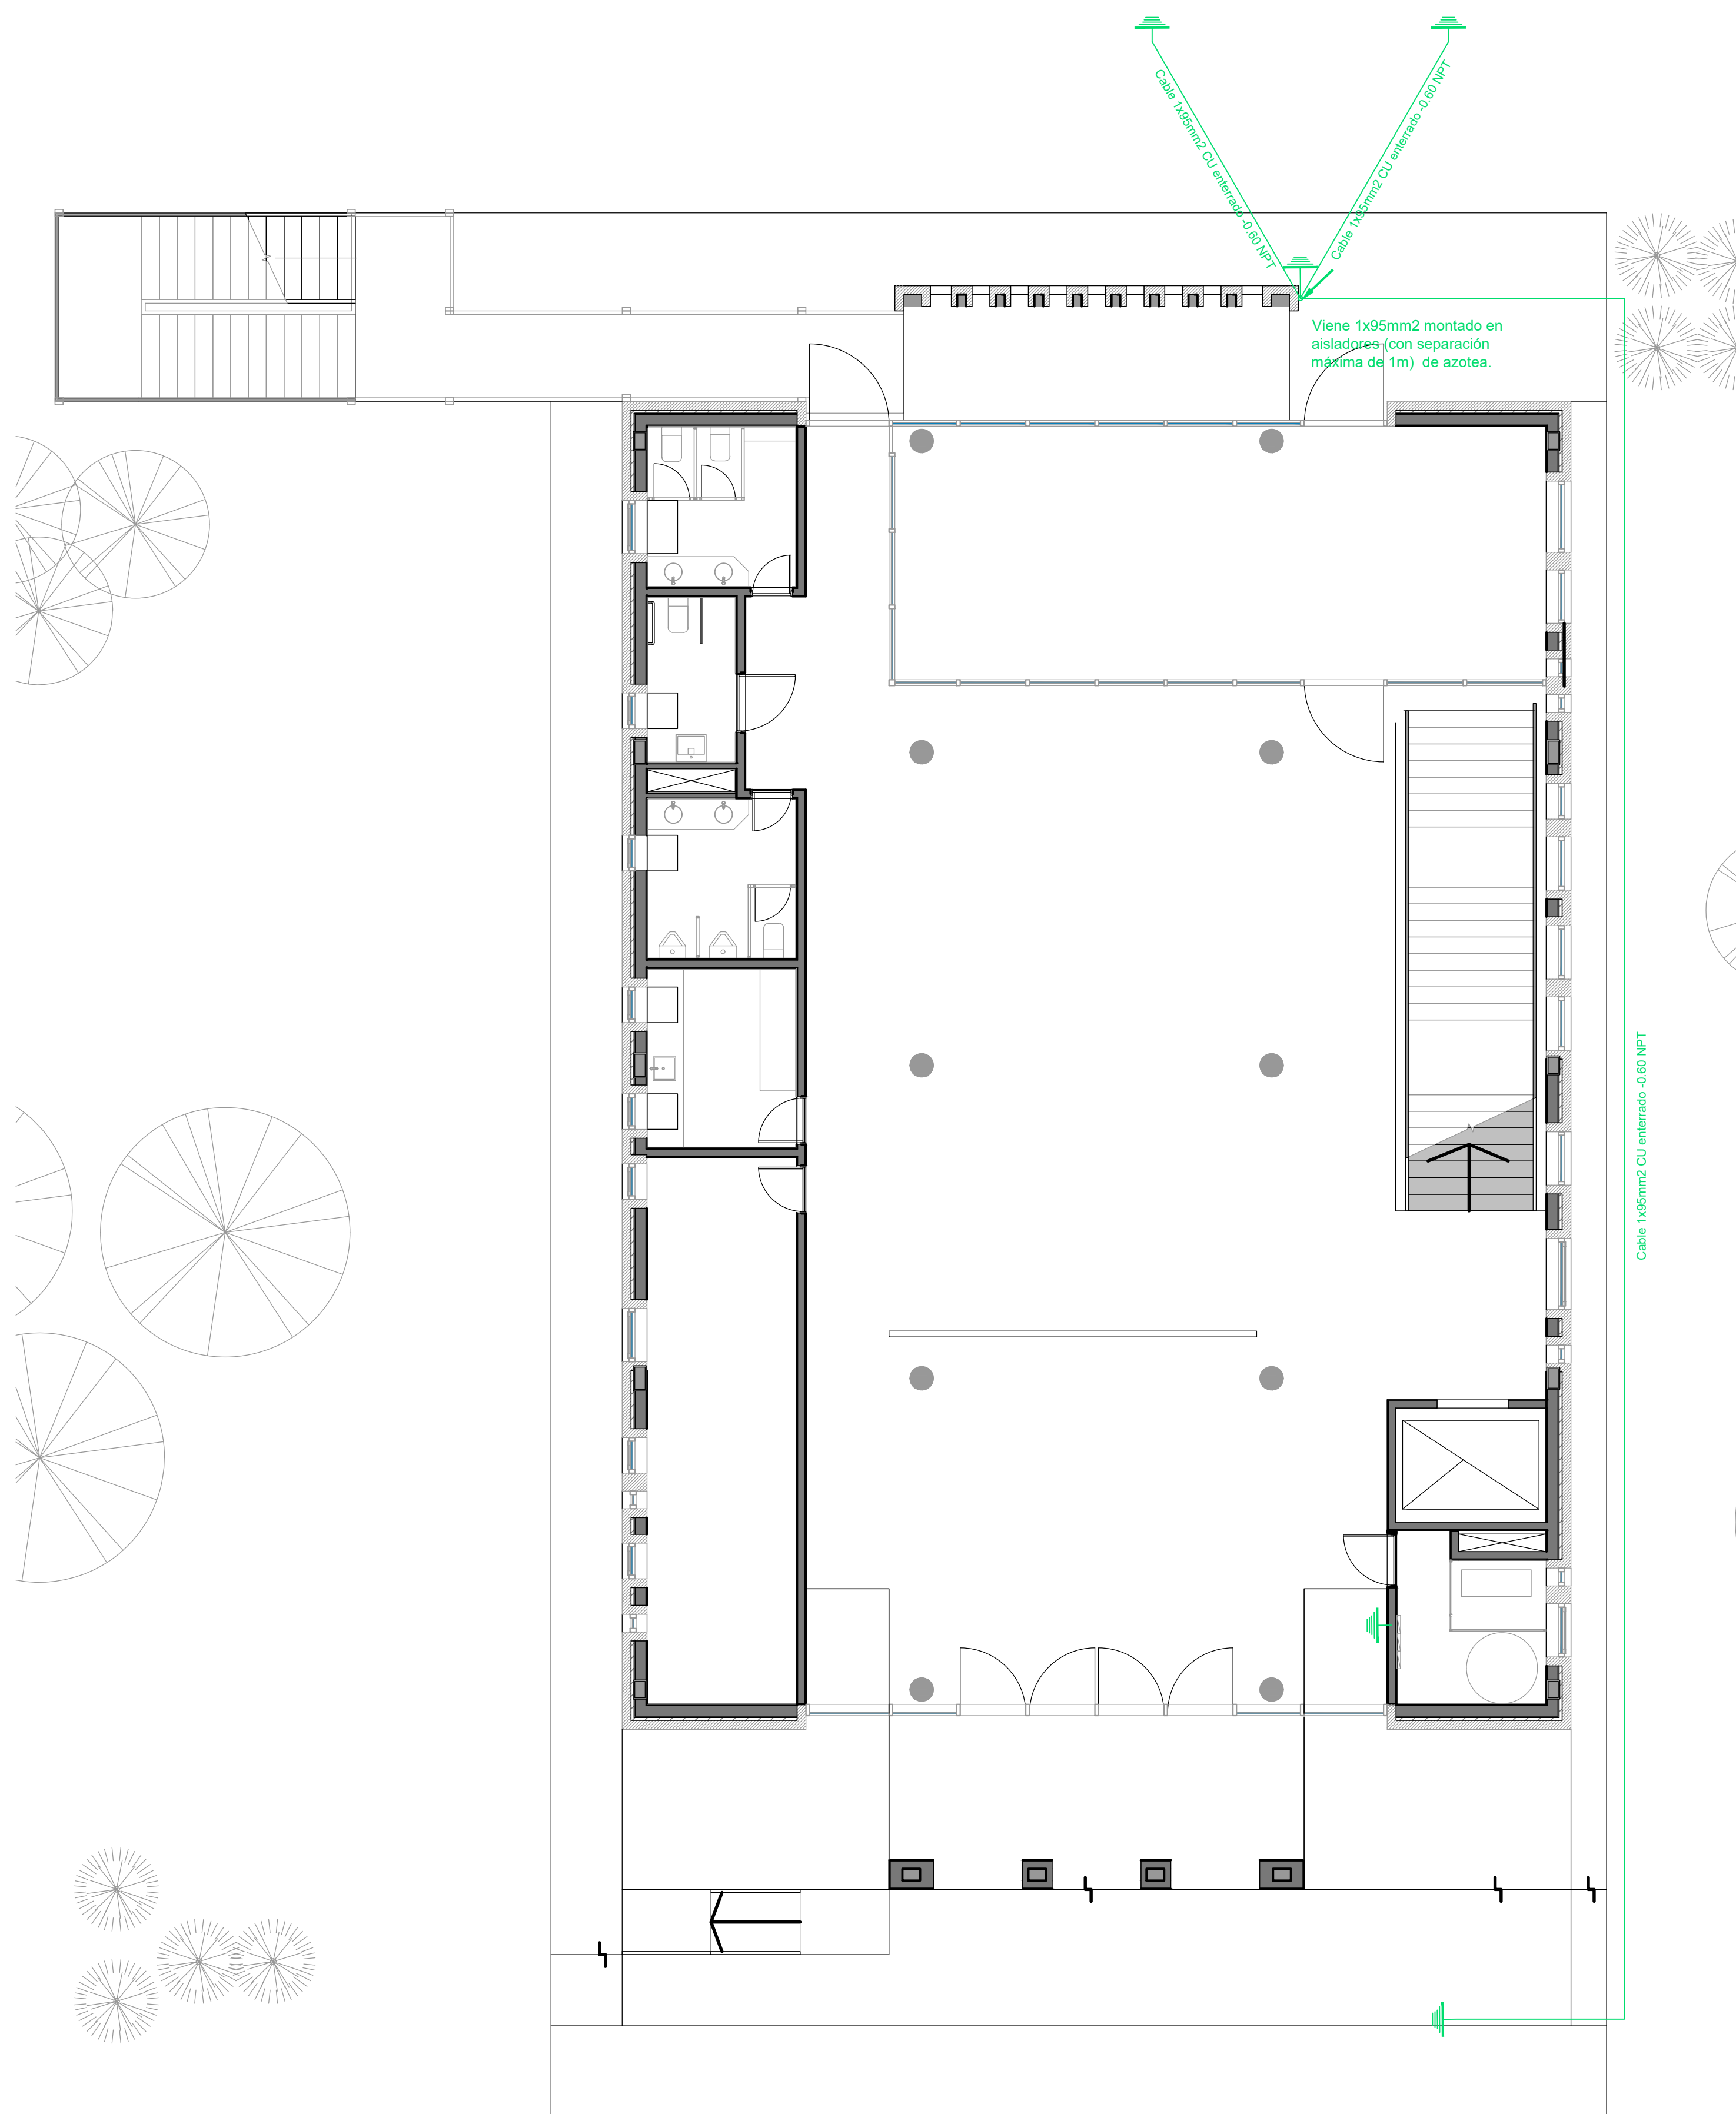 Cable 1x95mm2 CU enterrado -0.60 NPT
Cable 1x95mm2 CU enterrado -0.60 NPT
Viene 1x95mm2 montado en
aisladores (con separación
máxima de 1m)  de azotea.
Cable 1x95mm2 CU enterrado -0.60 NPT